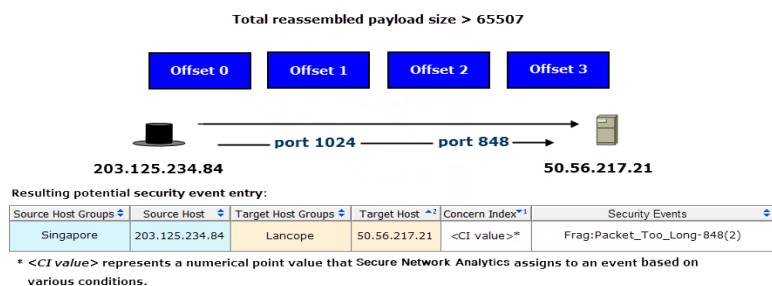 Total reassembled payload size > 65507
Offset 0 Offset 1 Offset 2 Offset 3
port 1024 port 848
203.125.234.84 50.56.217.21
Resulting potential security event entry:
Source Host Groups Source Host Target Host Groups Target Host 2 Concern Index 1 Security Events
Singapore 203.125.234.84 Lancope 50.56.217.21 <CI value>* Frag:Packet_Too_Long-848(2)
* <CI value> represents a numerical point value that Secure Network Analytics assigns to an event based on
various conditions.